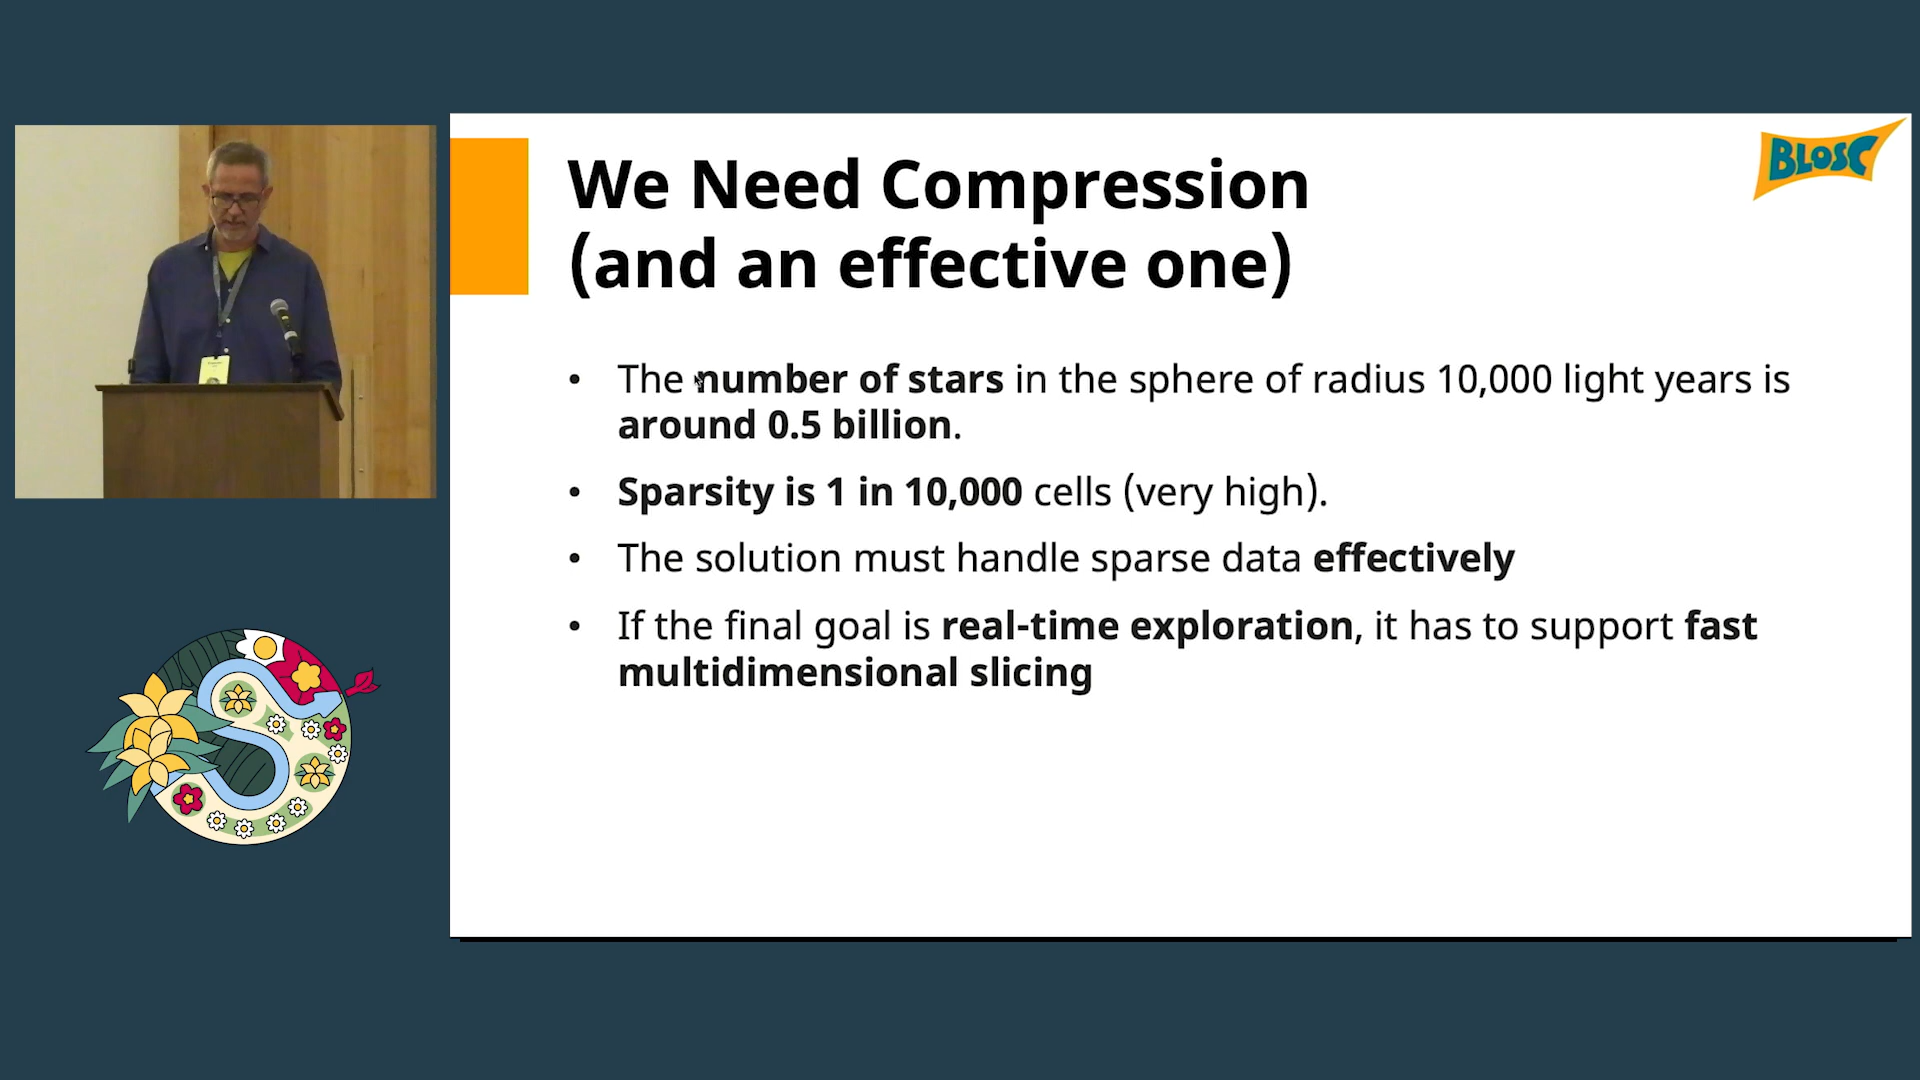 BLOSC
We Need Compression
(and an effective one)
• The number of stars in the sphere of radius 10,000 light years is
around 0.5 billion.
• Sparsity is 1 in 10,000 cells (very high).
• The solution must handle sparse data effectively
• If the final goal is real-time exploration, it has to support fast
multidimensional slicing